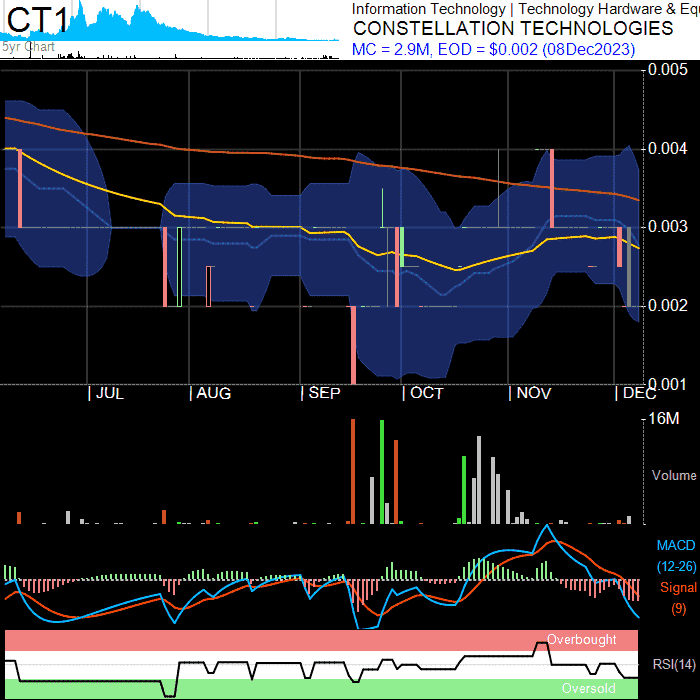 CT1
5yr Chart
Information Technology | Technology Hardware & Equ
CONSTELLATION TECHNOLOGIES
MC = 2.9M, EOD = $0.002 (08Dec2023)
0.005
0.004
0.003
0.002
0.001
JUL
AUG
SEP
OCT
NOV
DEC
16M
Volume
MACD
(12-26)
Signal
(9)
Overbought
RSI(14)
Oversold